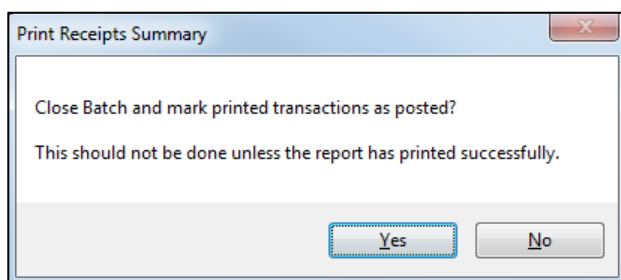 Print Receipts Summary
Close Batch and mark printed transactions as posted?
This should not be done unless the report has printed successfully.
Yes
No